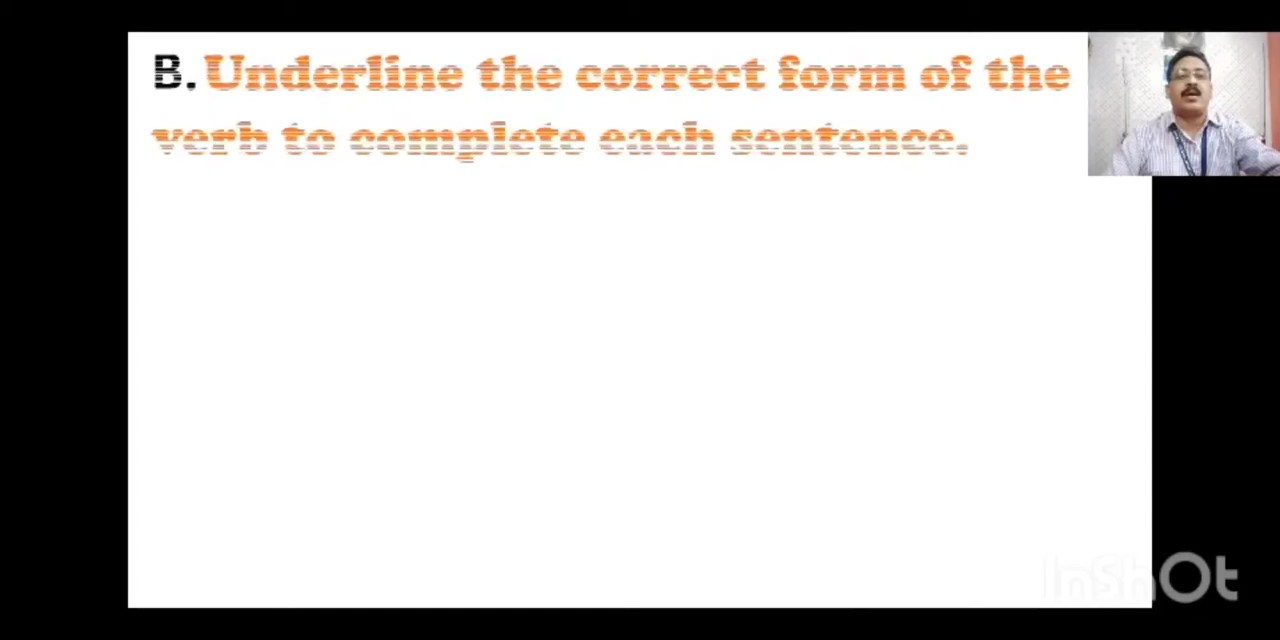 B. Underline the correct form of the
verb to complete each sentence.
InShOt